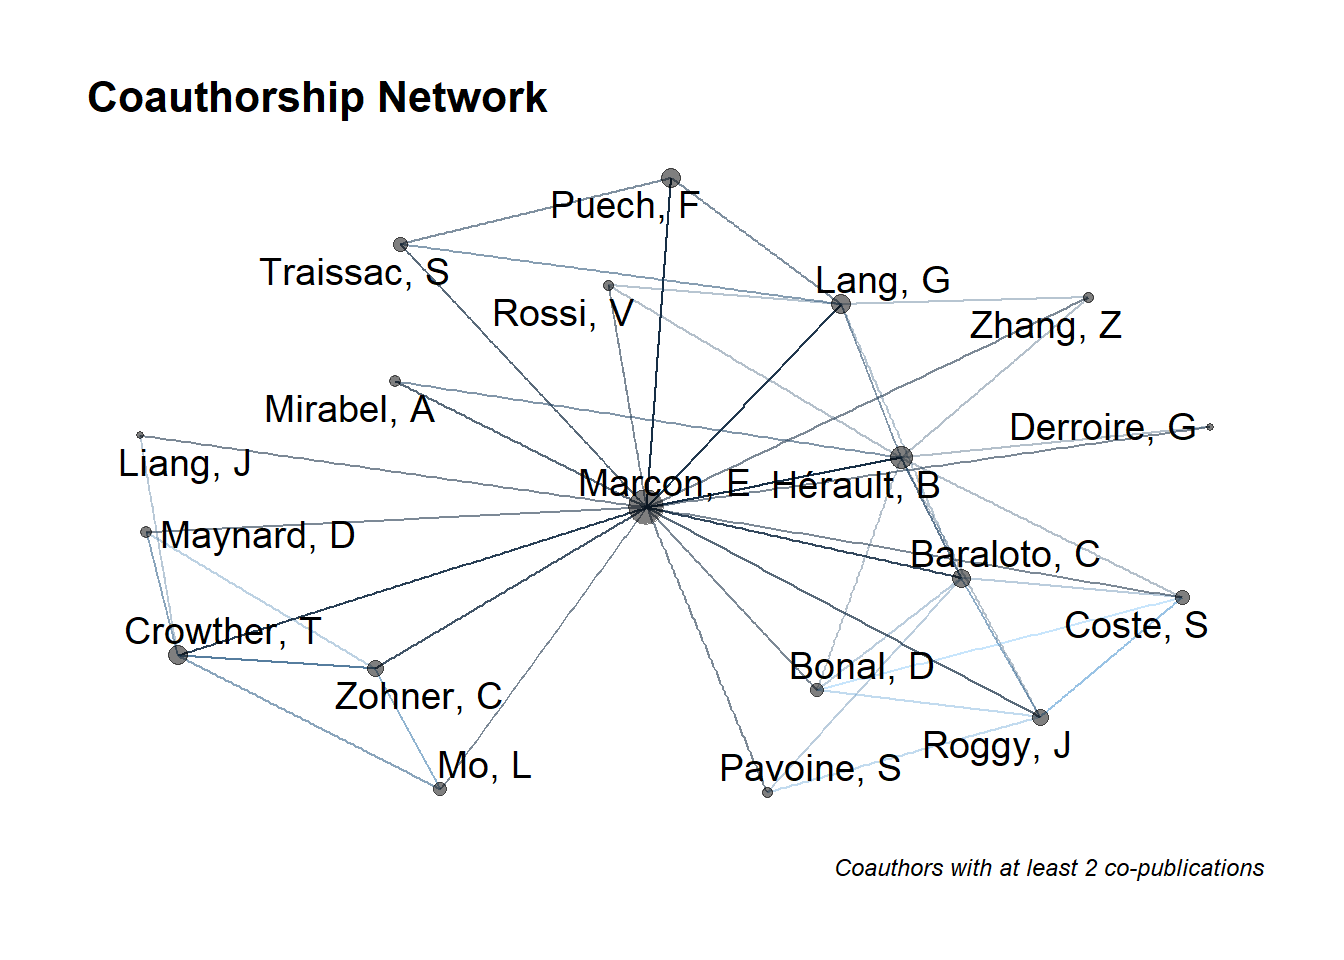 Coauthorship Network
Puech, F
Traissac, S
Lang, G
Rossi, V
Zhang, Z
Mirabel, A
Derroire, G
Liang, J
Marcon, E
Hérault, B
Maynard, D
Baraloto, C
Crowther, T
Coste, S
Bonal, D
Zohner, C
Roggy, J
Mo, L
Pavoine, S
Coauthors with at least 2 co-publications